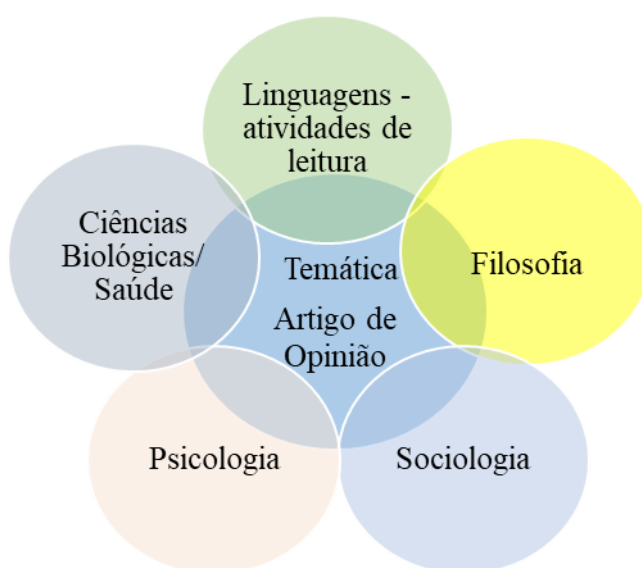 Linguagens -
atividades de
leitura
Ciências
Biológicas/
Saúde
Temática
Artigo de
Opinião
Filosofia
Psicologia
Sociologia